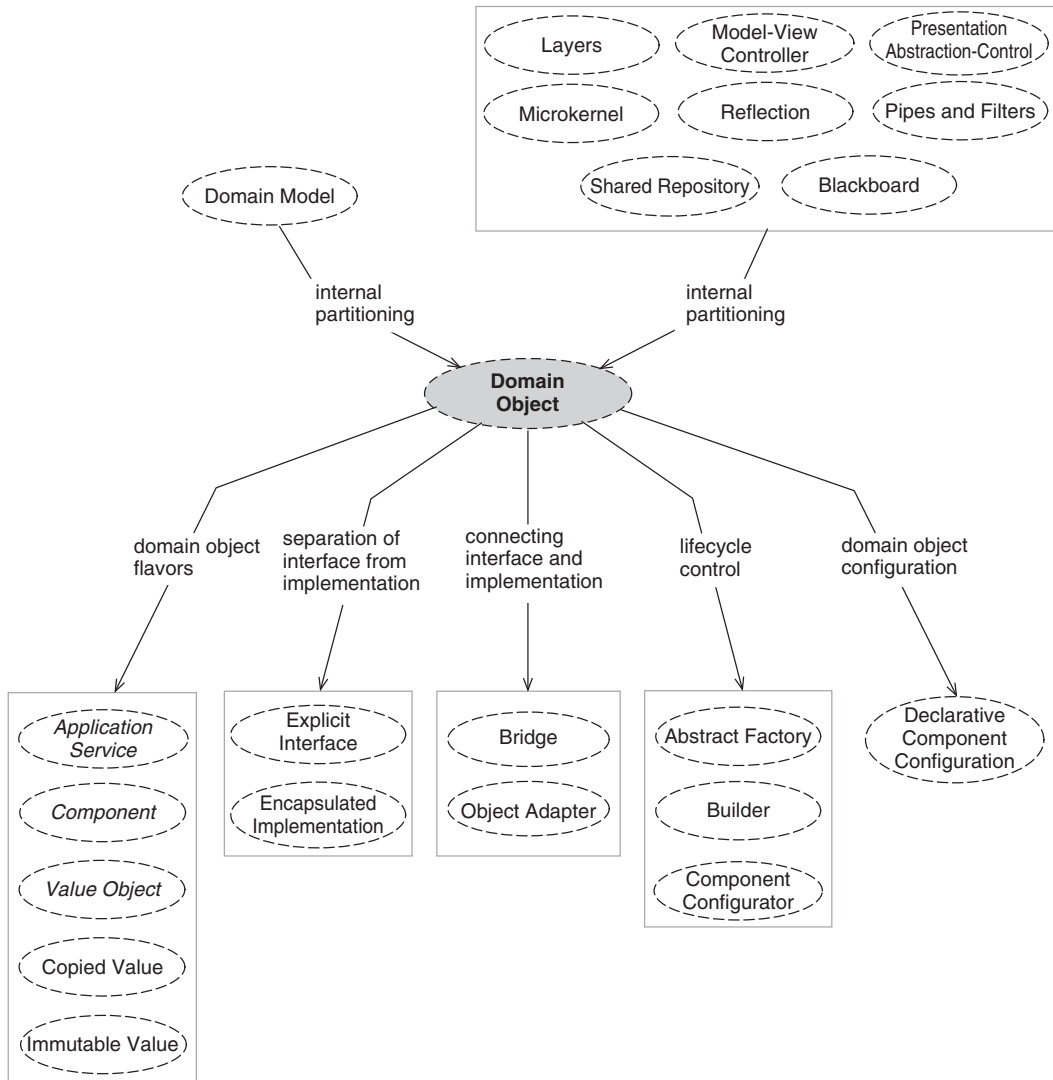 Layers
Model-View
Controller
Presentation
Abstraction-Control
Microkernel
Reflection
Pipes and Filters
Shared Repository
Blackboard
Domain Model
internal
partitioning
internal
partitioning
Domain
Object
domain object
flavors
separation of
interface from
implementation
connecting
interface and
implementation
lifecycle
control
domain object
configuration
Application
Service
Component
Value Object
Copied Value
Immutable Value
Explicit
Interface
Encapsulated
Implementation
Bridge
Object Adapter
Abstract Factory
Builder
Component
Configurator
Declarative
Component
Configuration